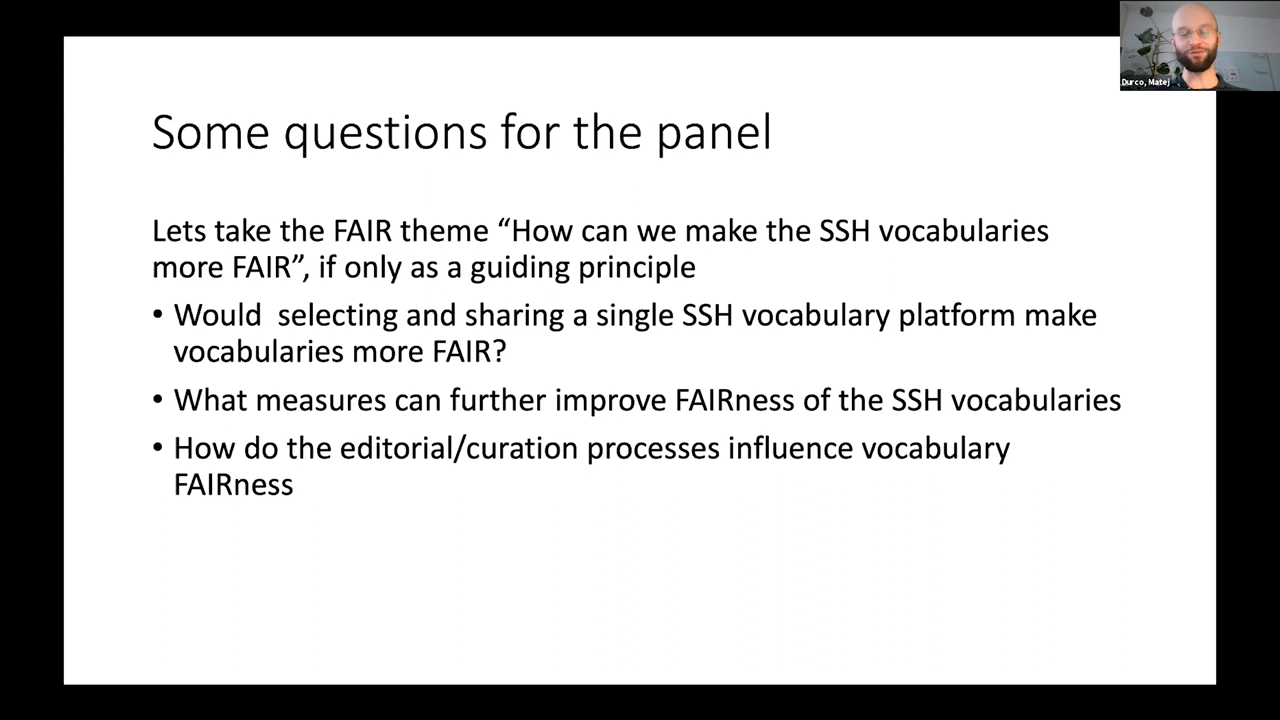 Durco, Matej
Some questions for the panel
Lets take the FAIR theme “How can we make the SSH vocabularies
more FAIR”, if only as a guiding principle
• Would  selecting and sharing a single SSH vocabulary platform make
vocabularies more FAIR?
• What measures can further improve FAIRness of the SSH vocabularies
• How do the editorial/curation processes influence vocabulary
FAIRness